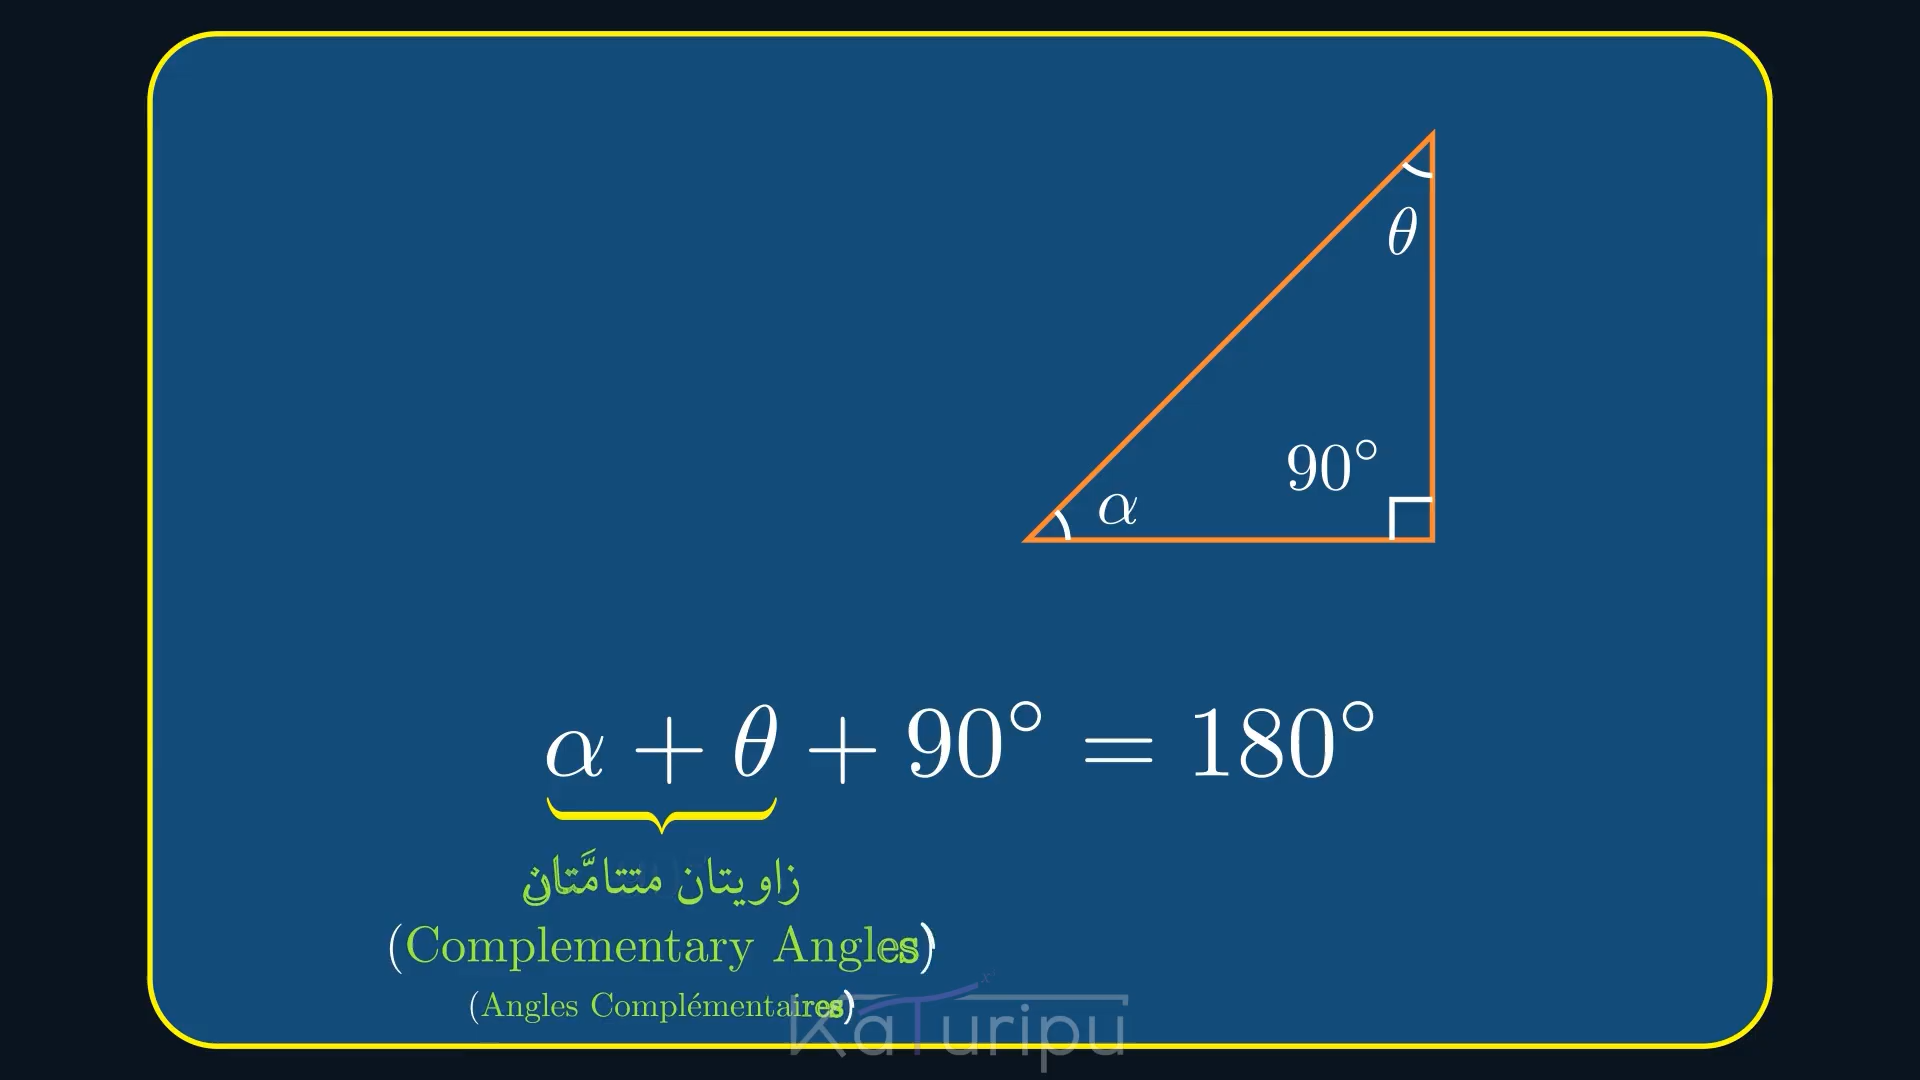 θ
90°
α
α + θ + 90° = 180°
زاويتان متتامَّتان
(Complementary Angles)
(Angles Complémentaires)
KaTuripu